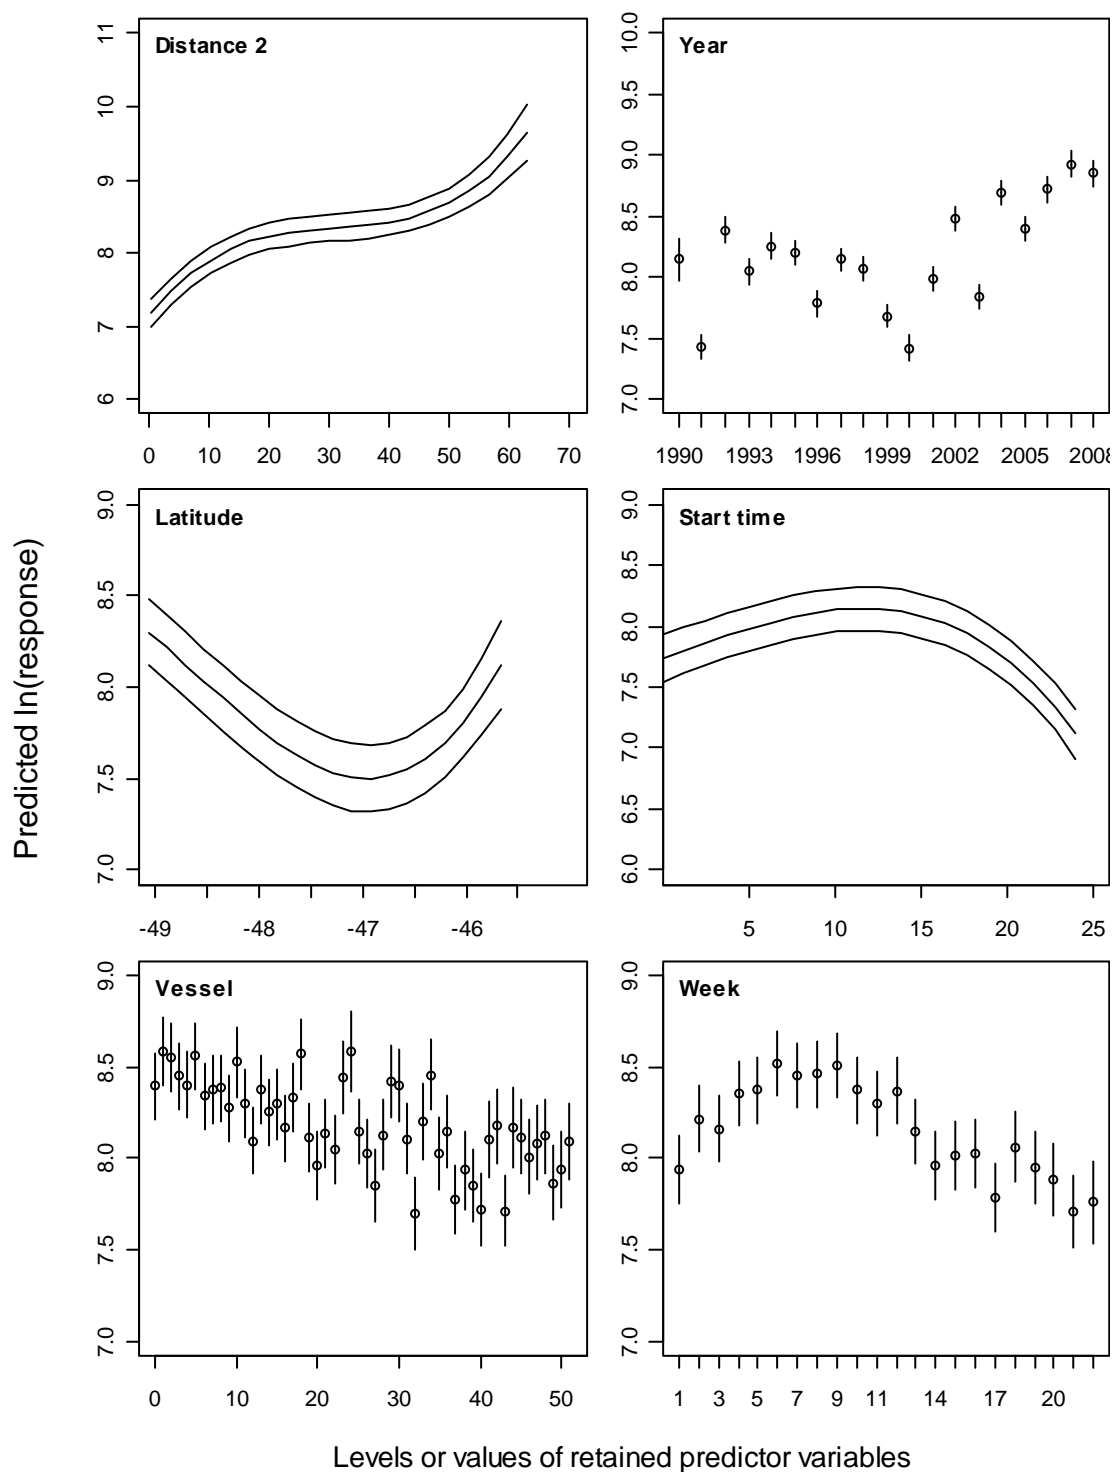 Distance 2
11
10
9
8
7
6
0 10 20 30 40 50 60 70
Year
10.0
9.5
9.0
8.5
8.0
7.5
7.0
1990 1993 1996 1999 2002 2005 2008
Predicted ln(response)
Latitude
9.0
8.5
8.0
7.5
7.0
-49 -48 -47 -46
Start time
9.0
8.5
8.0
7.5
7.0
6.5
6.0
5 10 15 20 25
Vessel
9.0
8.5
8.0
7.5
7.0
0 10 20 30 40 50
Week
9.0
8.5
8.0
7.5
7.0
1 3 5 7 9 11 14 17 20
Levels or values of retained predictor variables